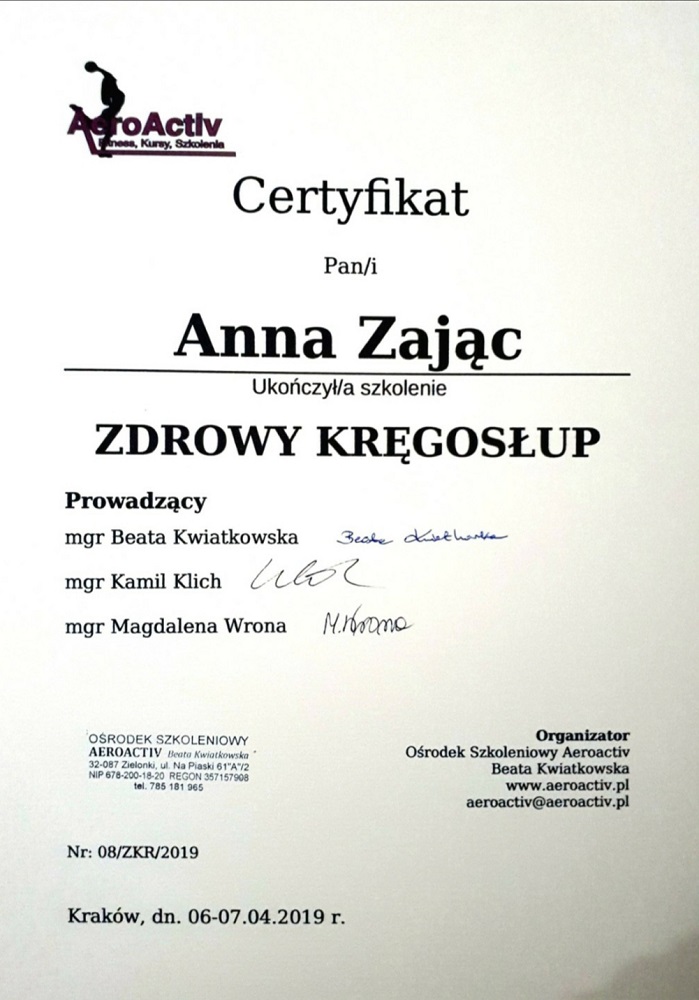 AeroActiv
Fitness, Kursy, Szkolenia
Certyfikat
Pan/i
Anna Zając
Ukończył/a szkolenie
ZDROWY KRĘGOSŁUP
Prowadzący
mgr Beata Kwiatkowska Beata Kwiatkowska
mgr Kamil Klich
mgr Magdalena Wrona M.Wrona
OŚRODEK SZKOLENIOWY
AEROACTIV Beata Kwiatkowska
32-087 Zielonki, ul. Na Piaski 61"A"/2
NIP 678-200-18-20 REGON 357157908
tel. 785 181 965
Organizator
Ośrodek Szkoleniowy Aeroactiv
Beata Kwiatkowska
www.aeroactiv.pl
aeroactiv@aeroactiv.pl
Nr: 08/ZKR/2019
Kraków, dn. 06-07.04.2019 r.